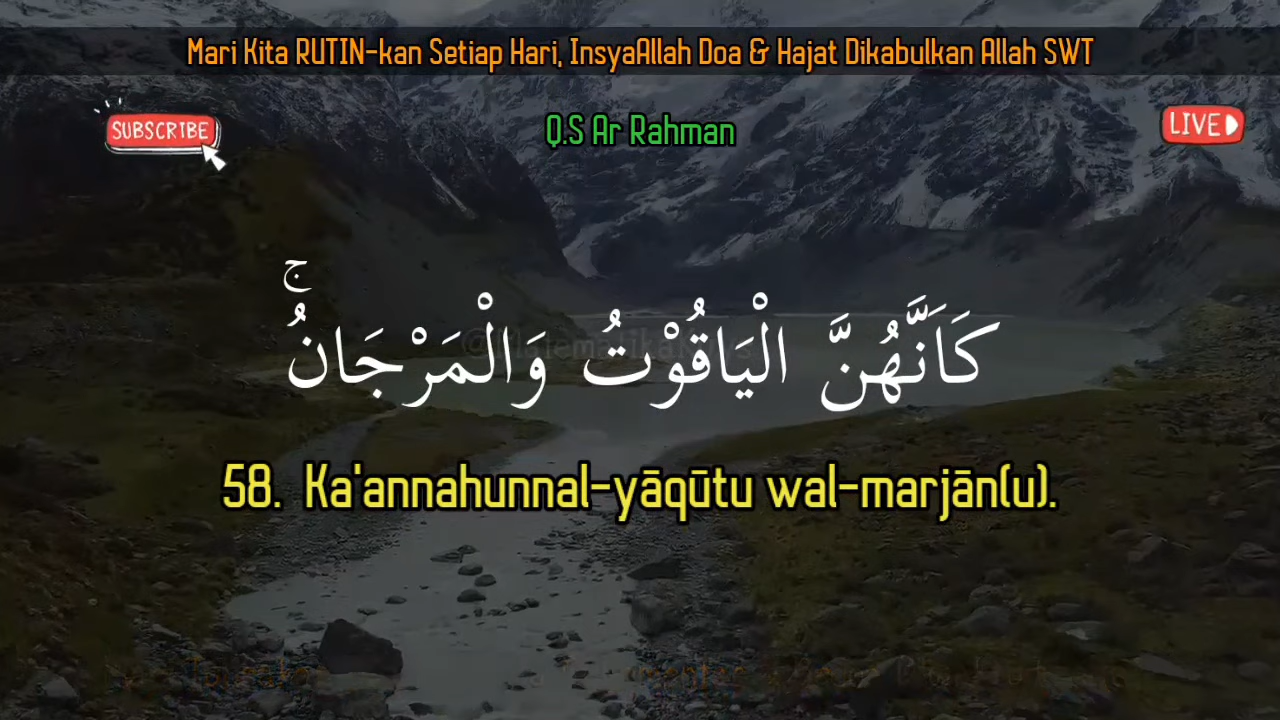 Mari Kita RUTIN-kan Setiap Hari, InsyaAllah Doa & Hajat Dikabulkan Allah SWT
SUBSCRIBE
Q.S Ar Rahman
LIVE
كَاَنَّهُنَّ الْيَاقُوْتُ وَالْمَرْجَانُۚ
58. Ka'annahunnal-yāqūtu wal-marjān(u).